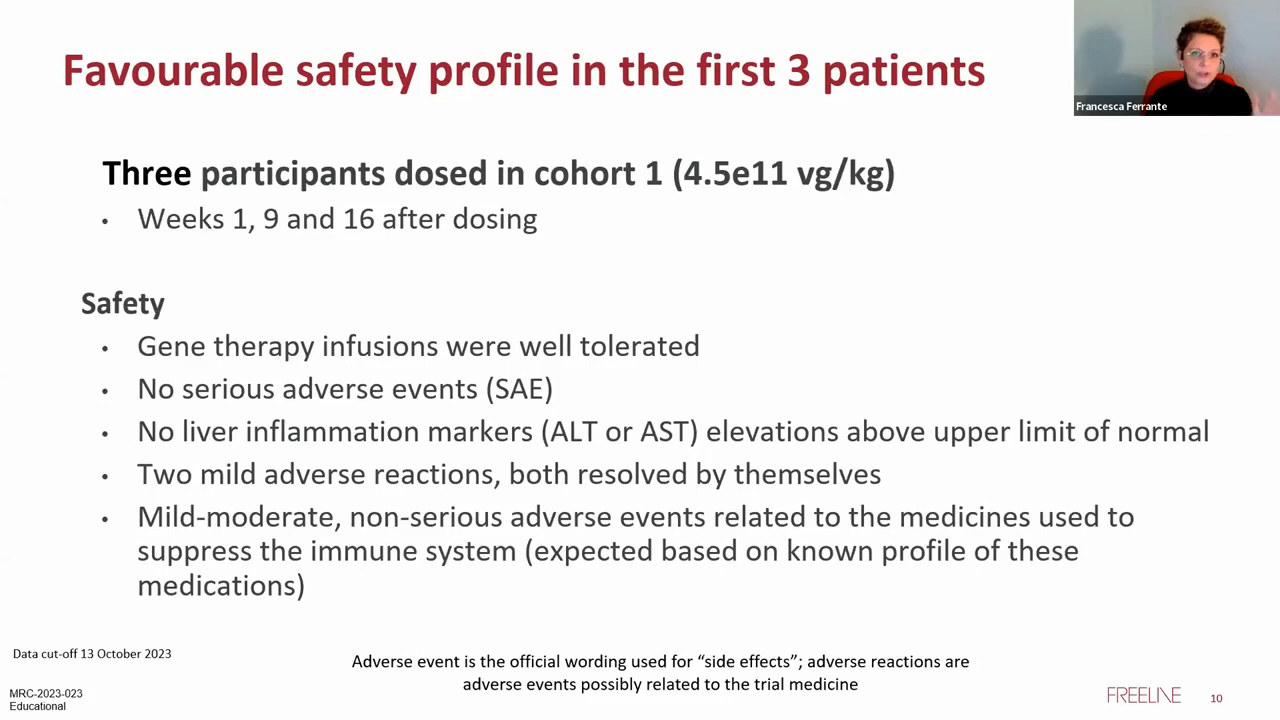 Favourable safety profile in the first 3 patients
Francesca Ferrante
Three participants dosed in cohort 1 (4.5e11 vg/kg)
• Weeks 1, 9 and 16 after dosing
Safety
• Gene therapy infusions were well tolerated
• No serious adverse events (SAE)
• No liver inflammation markers (ALT or AST) elevations above upper limit of normal
• Two mild adverse reactions, both resolved by themselves
• Mild-moderate, non-serious adverse events related to the medicines used to
suppress the immune system (expected based on known profile of these
medications)
Data cut-off 13 October 2023
Adverse event is the official wording used for “side effects”; adverse reactions are
adverse events possibly related to the trial medicine
MRC-2023-023
Educational
FREELINE
10